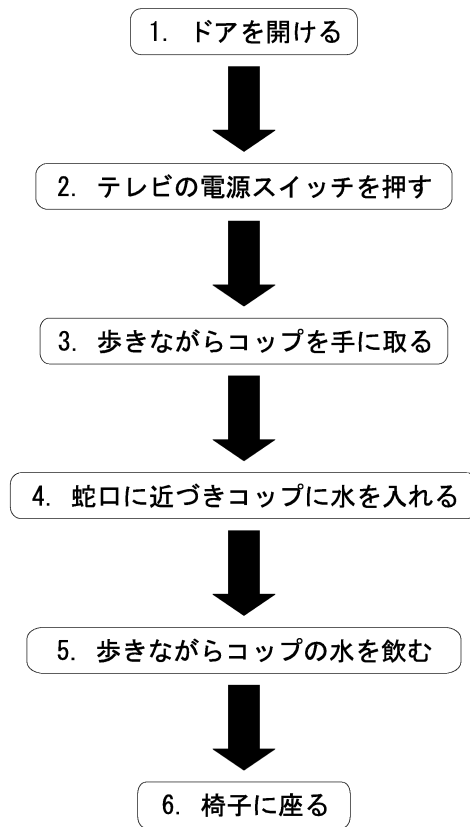 1. ドアを開ける
2. テレビの電源スイッチを押す
3. 歩きながらコップを手に取る
4. 蛇口に近づきコップに水を入れる
5. 歩きながらコップの水を飲む
6. 椅子に座る